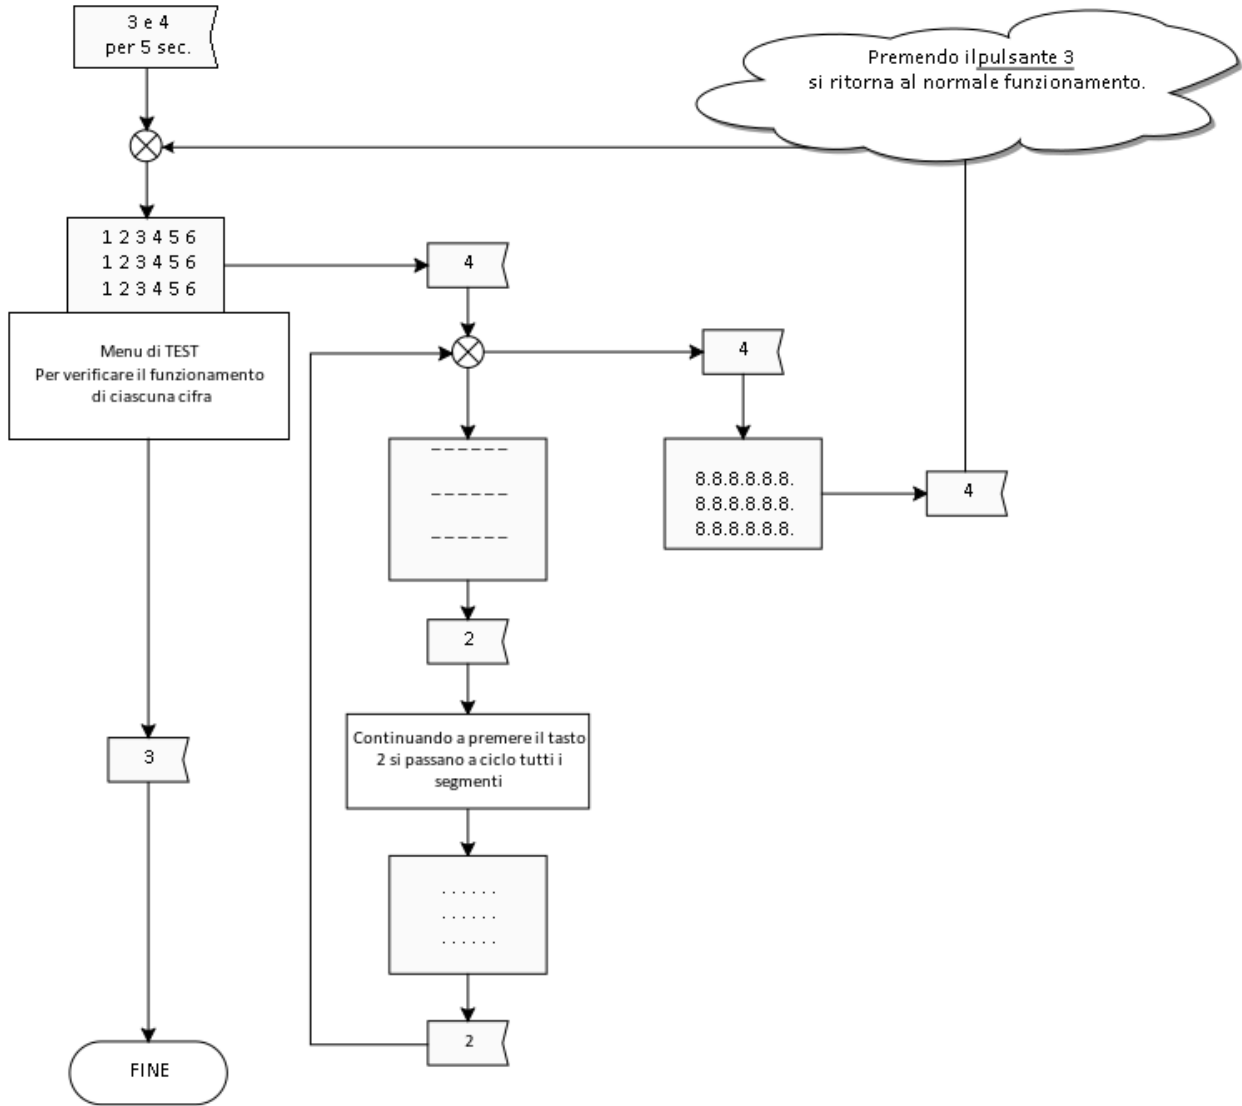 3 e 4
per 5 sec.
Premendo il pulsante 3
si ritorna al normale funzionamento.
1 2 3 4 5 6
1 2 3 4 5 6
1 2 3 4 5 6
Menu di TEST
Per verificare il funzionamento
di ciascuna cifra
4
4
_ _ _ _ _ _
_ _ _ _ _ _
_ _ _ _ _ _
8.8.8.8.8.8.
8.8.8.8.8.8.
8.8.8.8.8.8.
4
2
Continuando a premere il tasto
2 si passano a ciclo tutti i
segmenti
3
. . . . . .
. . . . . .
. . . . . .
2
FINE